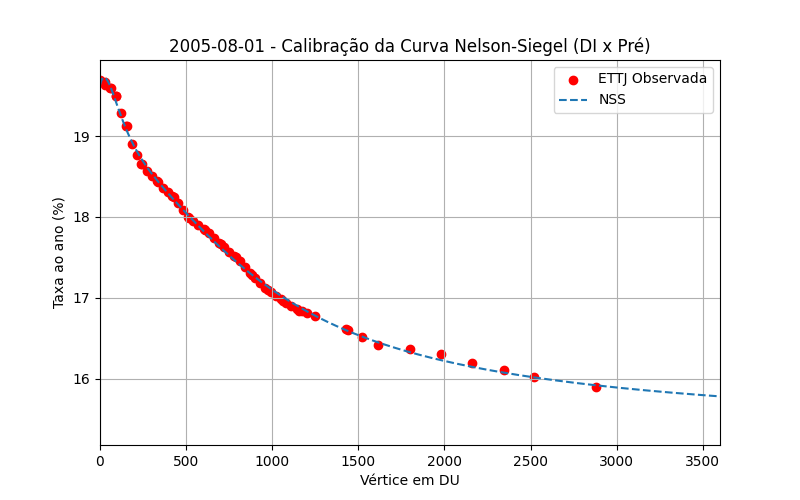 2005-08-01 - Calibração da Curva Nelson-Siegel (DI x Pré)
ETTJ Observada
NSS
Taxa ao ano (%)
19
18
17
16
0 500 1000 1500 2000 2500 3000 3500
Vértice em DU